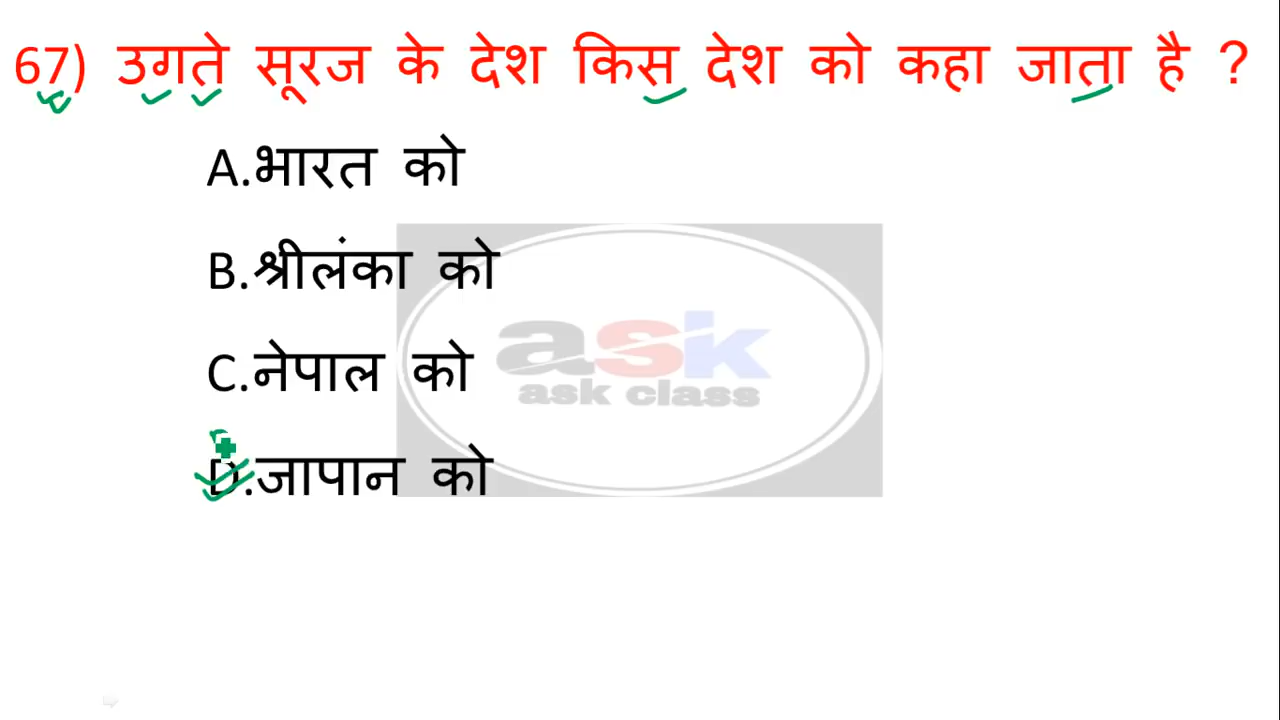 67) उगते सूरज के देश किस देश को कहा जाता है ?
A.भारत को
B.श्रीलंका को
C.नेपाल को
D.जापान को
ask
ask class